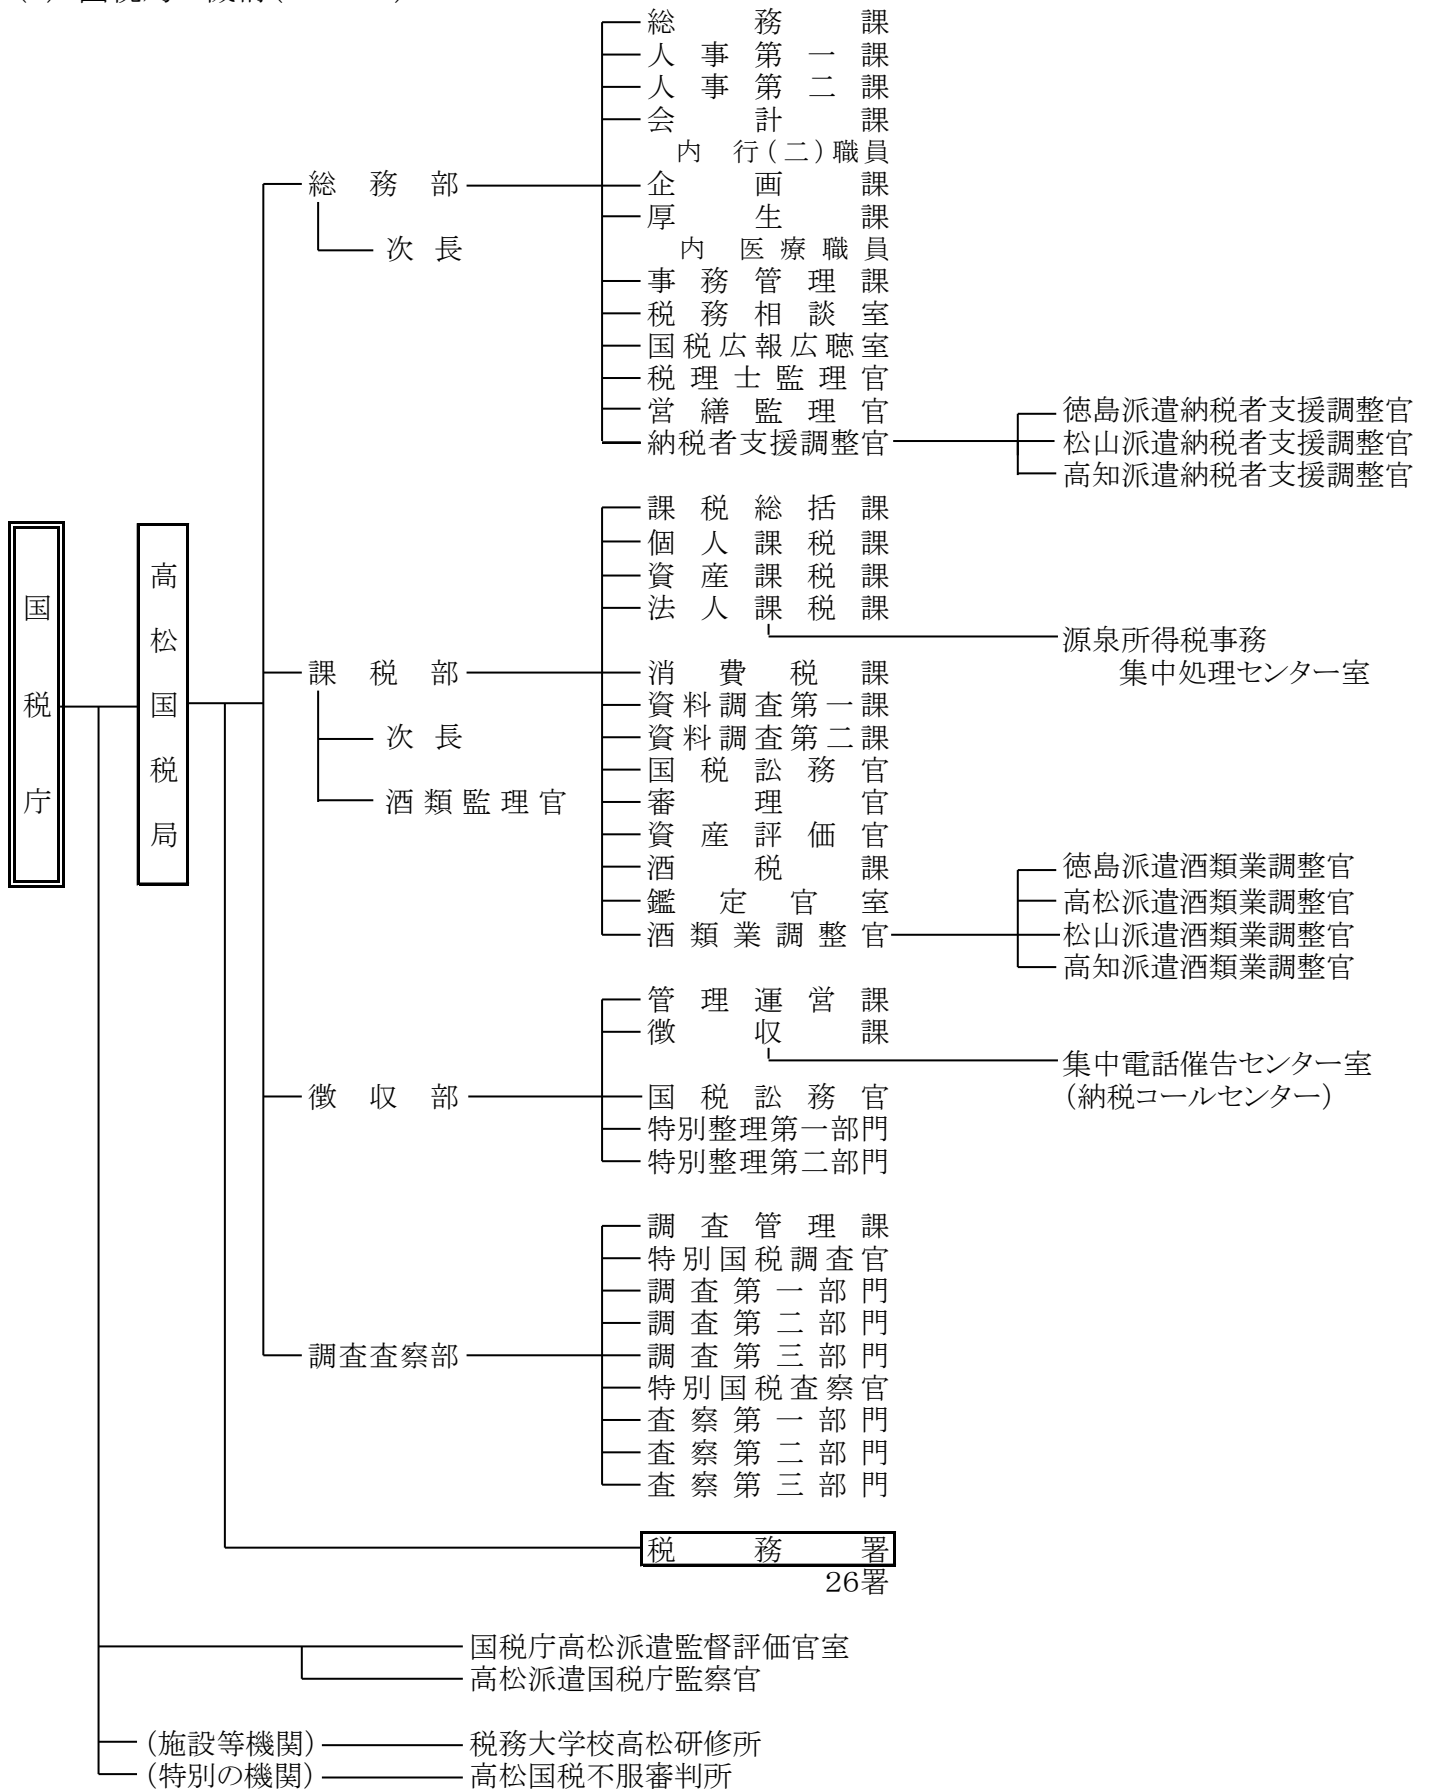 総務課
人事第一課
人事第二課
会計課
内 行(二)職員
総務部
企画課
厚生課
次長
内 医療職員
事務管理課
税務相談室
国税広報広聴室
税理士監理官
営繕監理官
納税者支援調整官
徳島派遣納税者支援調整官
松山派遣納税者支援調整官
高知派遣納税者支援調整官
国税庁
高松国税局
課税総括課
個人課税課
資産課税課
法人課税課
源泉所得税事務
集中処理センター室
課税部
消費税課
資料調査第一課
次長
資料調査第二課
国税訟務官
酒類監理官
審理官
資産評価官
酒税課
鑑定官室
酒類業調整官
徳島派遣酒類業調整官
高松派遣酒類業調整官
松山派遣酒類業調整官
高知派遣酒類業調整官
管理運営課
徴収課
集中電話催告センター室
(納税コールセンター)
徴収部
国税訟務官
特別整理第一部門
特別整理第二部門
調査管理課
特別国税調査官
調査第一部門
調査第二部門
調査査察部
調査第三部門
特別国税査察官
査察第一部門
査察第二部門
査察第三部門
税務署
26署
国税庁高松派遣監督評価官室
高松派遣国税庁監察官
(施設等機関) 税務大学校高松研修所
(特別の機関) 高松国税不服審判所